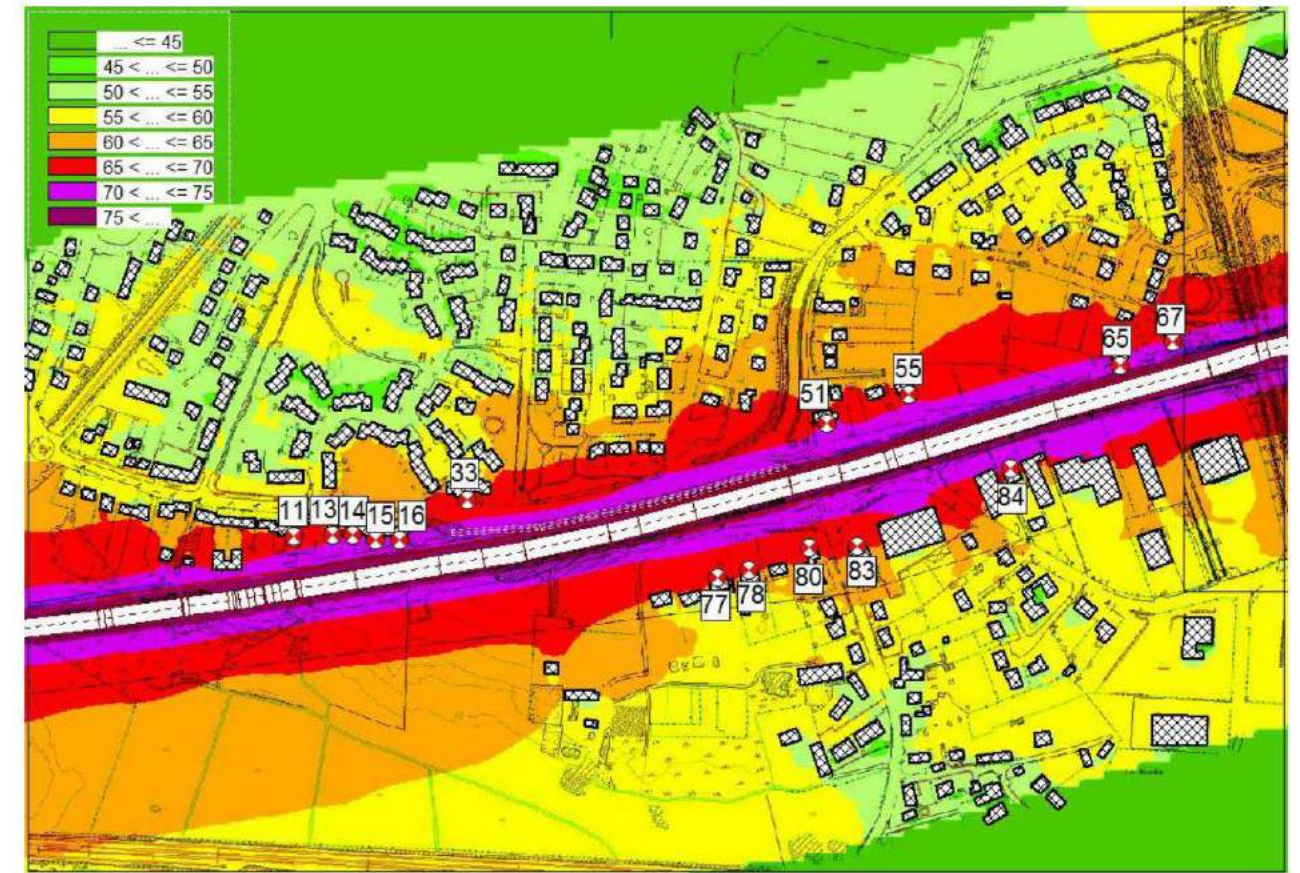 ... <= 45
45 < ... <= 50
50 < ... <= 55
55 < ... <= 60
60 < ... <= 65
65 < ... <= 70
70 < ... <= 75
75 < ...
67
65
55
51
33
11
13
14
15
16
84
80
83
77
78